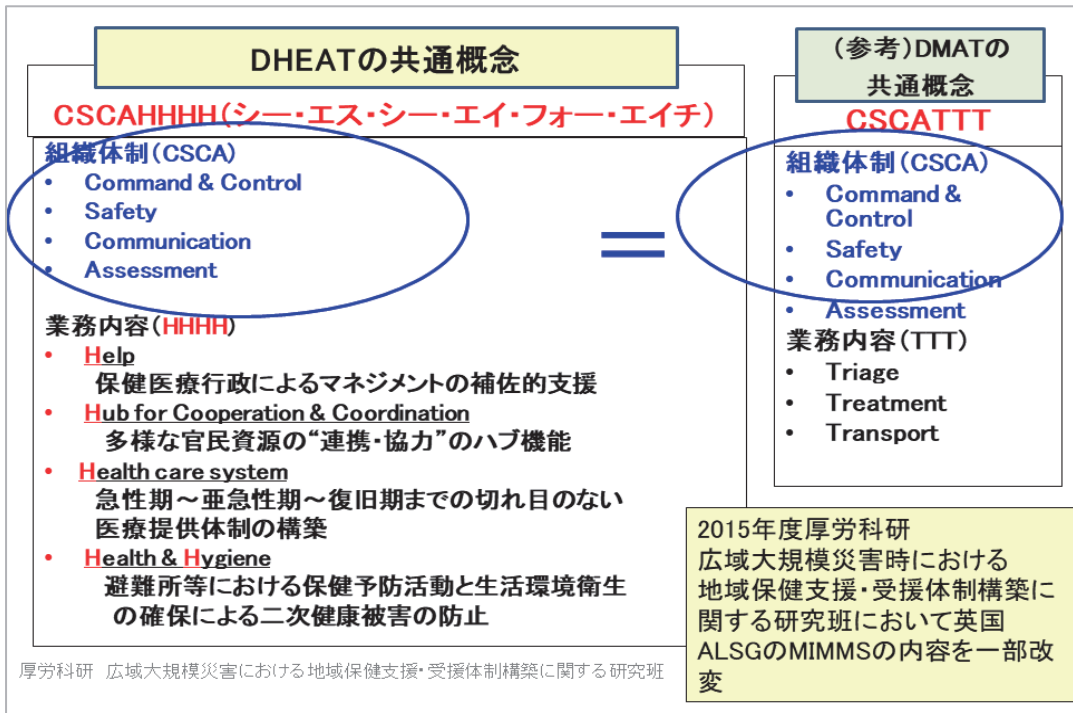 DHEATの共通概念
CSCAHHHH(シー・エス・シー・エイ・フォー・エイチ)
組織体制(CSCA)
• Command & Control
• Safety
• Communication
• Assessment
業務内容(HHHH)
• Help
保健医療行政によるマネジメントの補佐的支援
• Hub for Cooperation & Coordination
多様な官民資源の“連携・協力”のハブ機能
• Health care system
急性期～亜急性期～復旧期までの切れ目のない
医療提供体制の構築
• Health & Hygiene
避難所等における保健予防活動と生活環境衛生
の確保による二次健康被害の防止
=
(参考)DMATの
共通概念
CSCATTT
組織体制(CSCA)
• Command &
Control
• Safety
• Communication
• Assessment
業務内容(TTT)
• Triage
• Treatment
• Transport
2015年度厚労科研
広域大規模災害時における
地域保健支援・受援体制構築に
関する研究班において英国
ALSGのMIMMSの内容を一部改
変
厚労科研 広域大規模災害における地域保健支援・受援体制構築に関する研究班